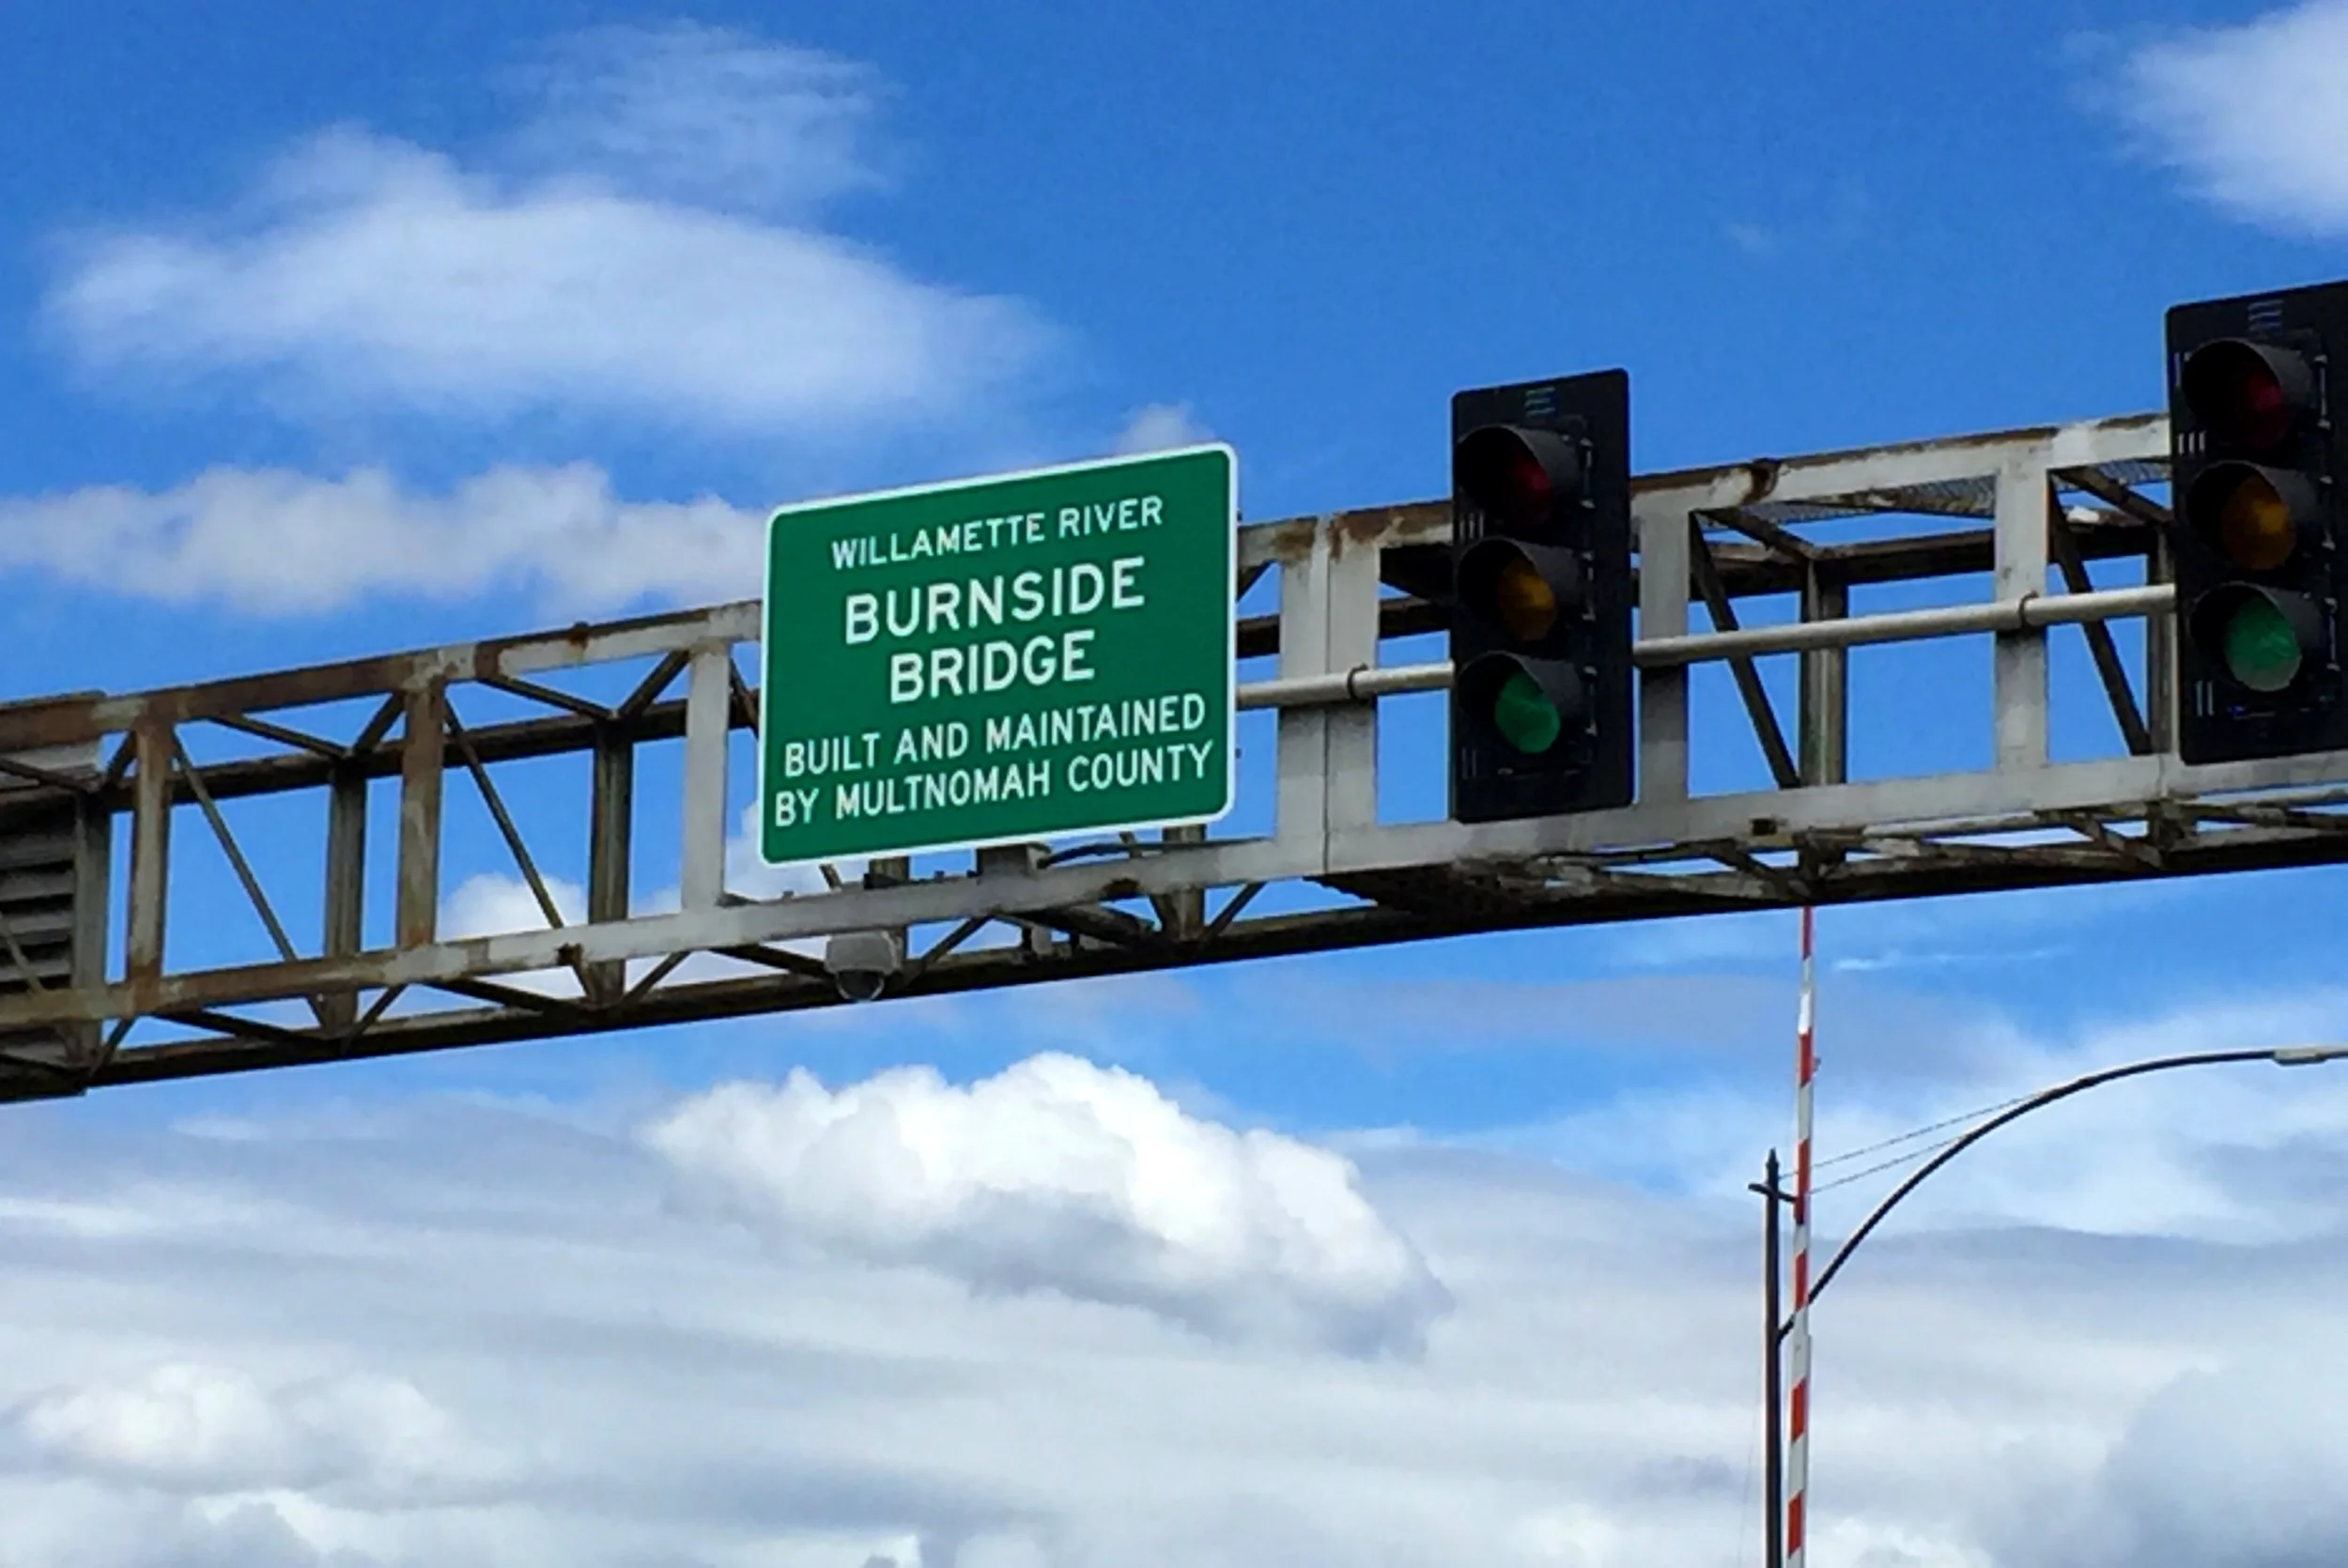 WILLAMETTE RIVER
BURNSIDE
BRIDGE
BUILT AND MAINTAINED
BY MULTNOMAH COUNTY